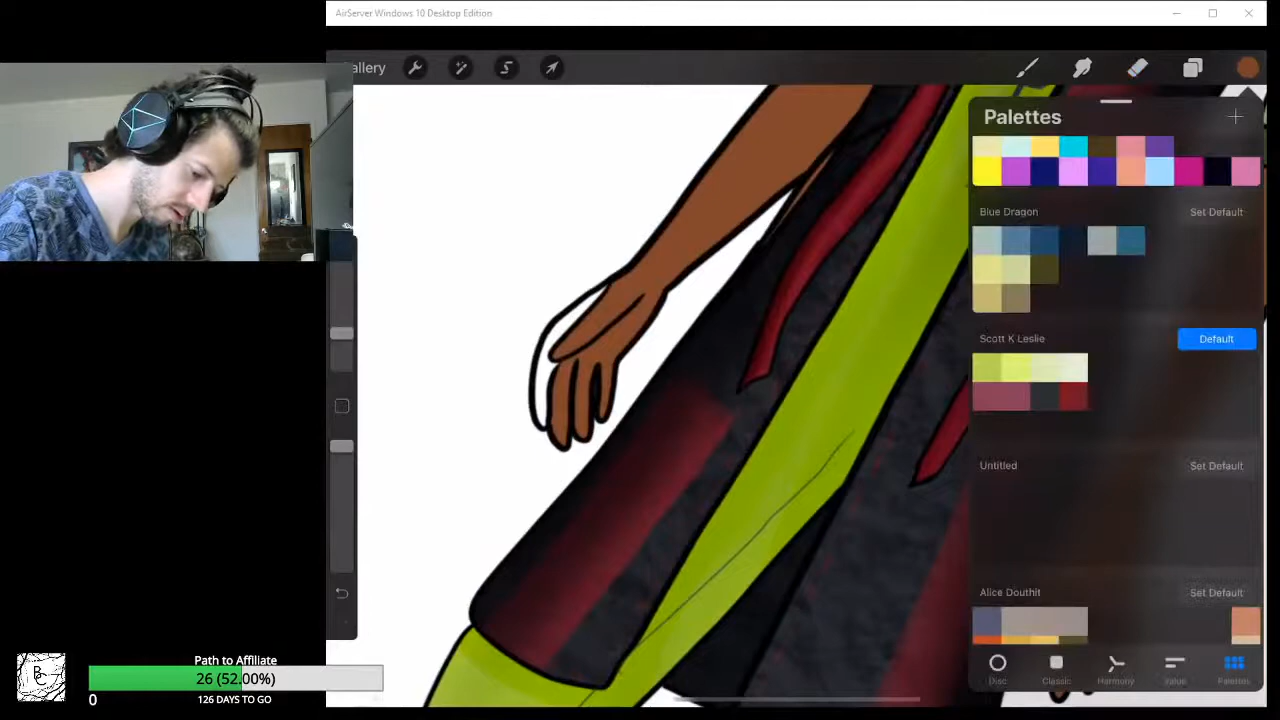 AirServer Windows 10 Desktop Edition
allery
Palettes
Blue Dragon
Set Default
Scott K Leslie
Default
Untitled
Set Default
Alice Douthit
Set Default
Disc
Classic
Harmony
Value
Palettes
Path to Affiliate
26 (52.00%)
0
126 DAYS TO GO